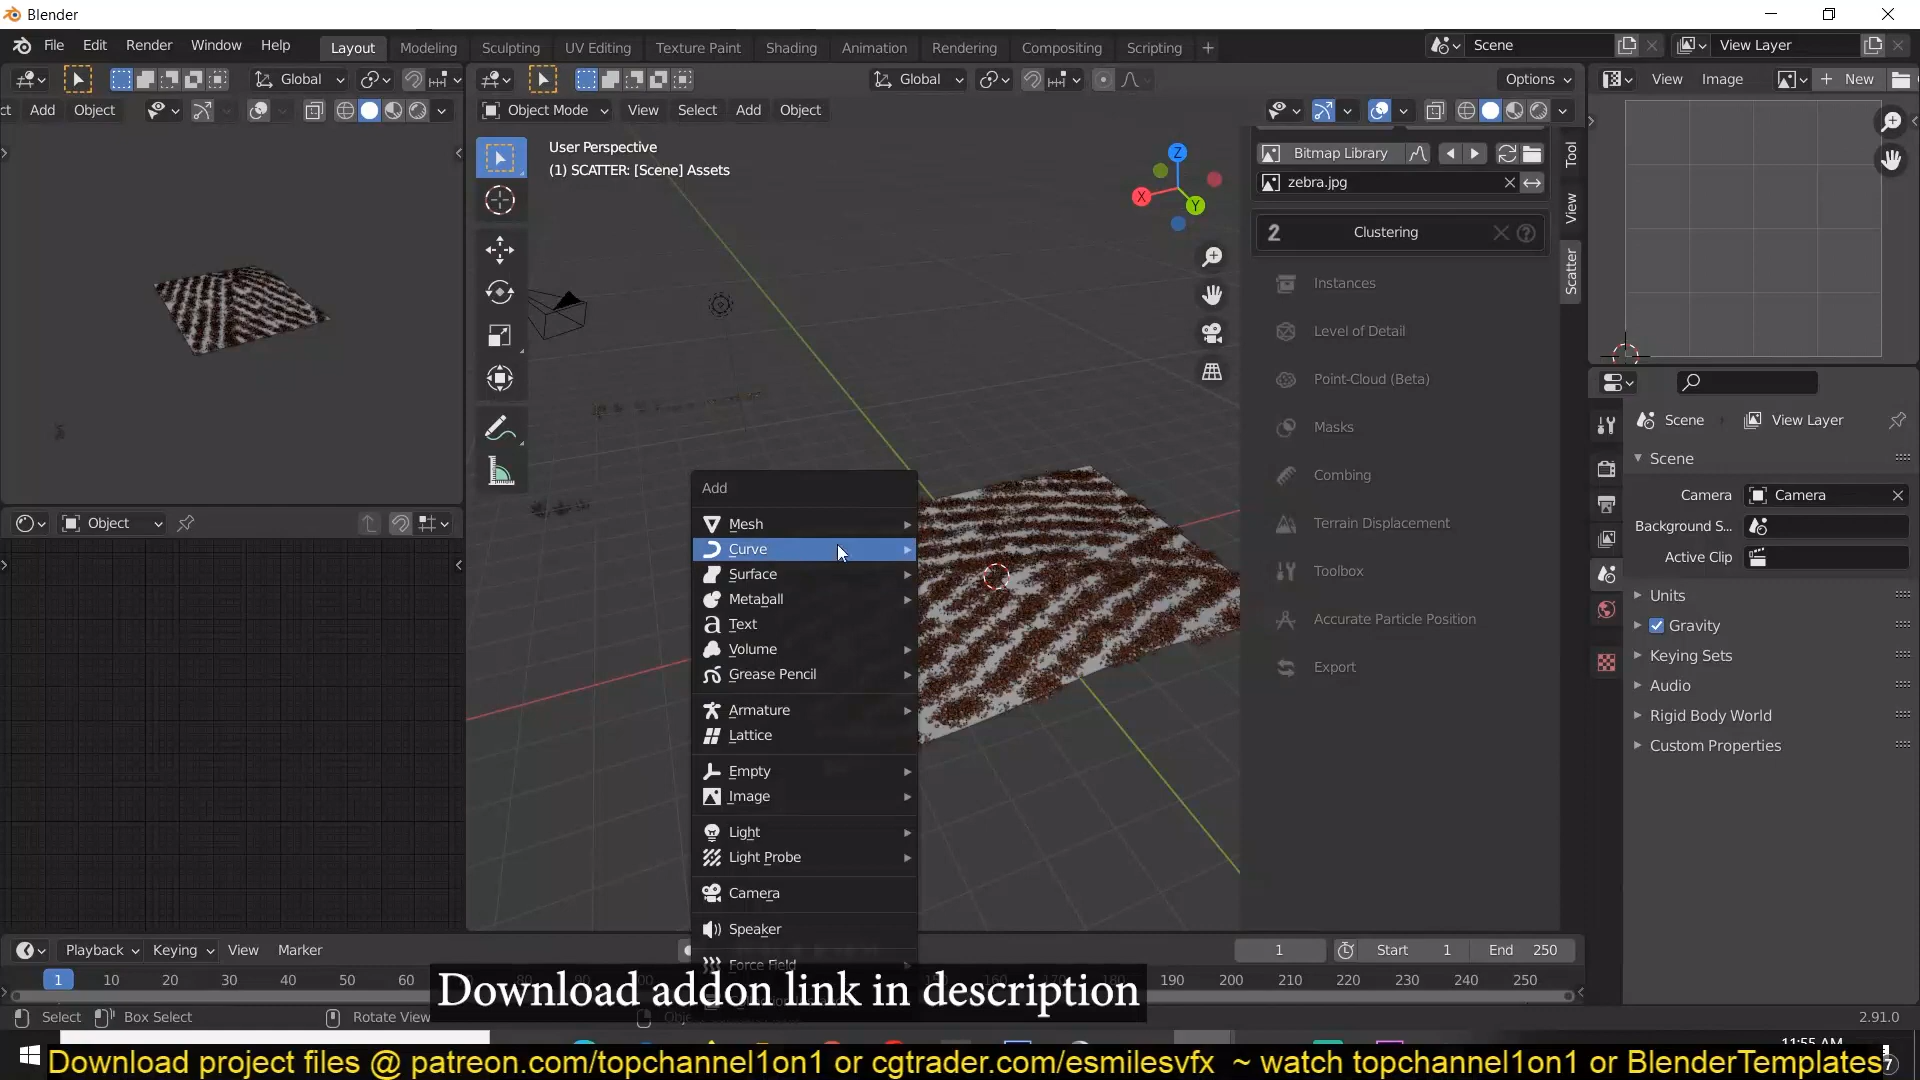 Blender
File Edit Render Window Help
Layout Modeling Sculpting UV Editing Texture Paint Shading Animation Rendering Compositing Scripting +
Scene
View Layer
Global
Global
Options
View Image
New
ct Add Object
Object Mode View Select Add Object
User Perspective
(1) SCATTER: [Scene] Assets
Z
X
Y
Bitmap Library
zebra.jpg
2 Clustering
Instances
Level of Detail
Point-Cloud (Beta)
Masks
Combing
Terrain Displacement
Toolbox
Accurate Particle Position
Export
Tool
View
Scatter
Add
Mesh
Curve
Surface
Metaball
Text
Volume
Grease Pencil
Armature
Lattice
Empty
Image
Light
Light Probe
Camera
Speaker
Force Field
Object
Scene View Layer
Scene
Camera Camera
Background S...
Active Clip
Units
Gravity
Keying Sets
Audio
Rigid Body World
Custom Properties
Playback Keying View Marker
1 Start 1 End 250
1 10 20 30 40 50 60 160 170 180 190 200 210 220 230 240 250
Select Box Select Rotate View
2.91.0
Download addon link in description
11:55 AM
Download project files @ patreon.com/topchannel1on1 or cgtrader.com/esmilesvfx ~ watch topchannel1on1 or BlenderTemplates